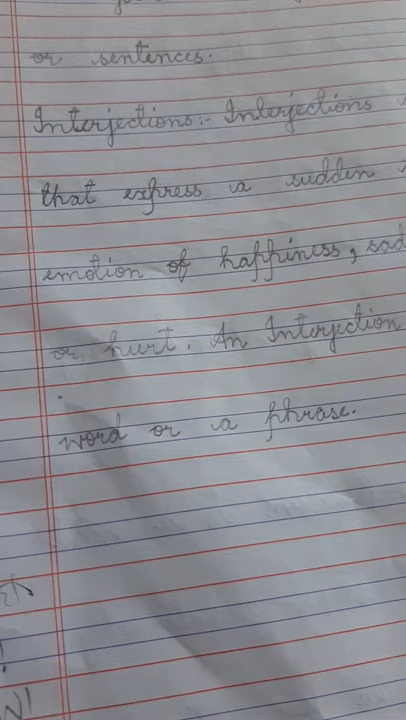 or sentences.
Interjections:- Interjections
that express a sudden
emotion of happiness, sad
or hurt. An Interjection
word or a phrase.